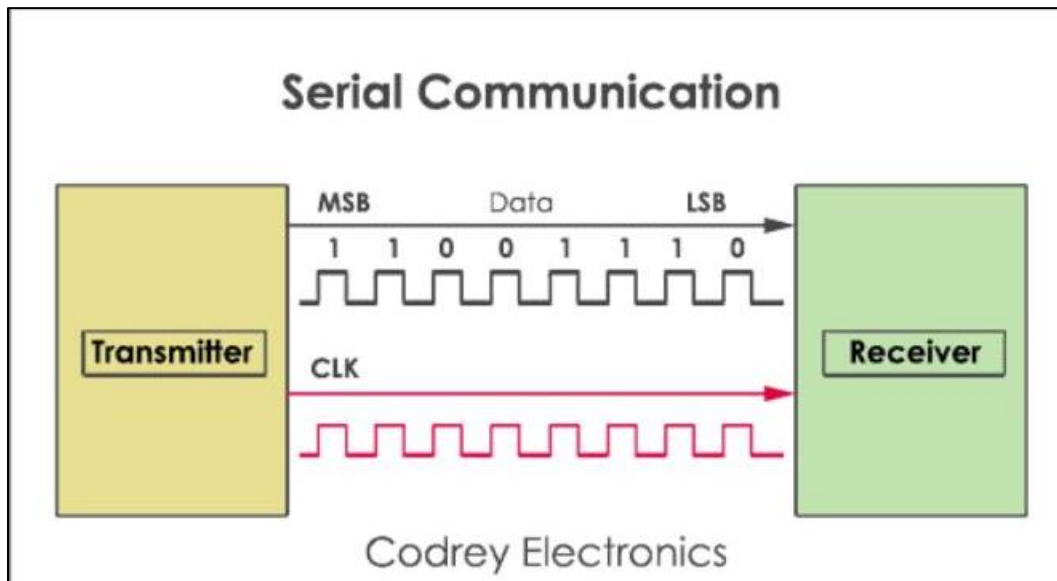 Serial Communication
MSB Data LSB
1 1 0 0 1 1 1 0
Transmitter
Receiver
CLK
Codrey Electronics